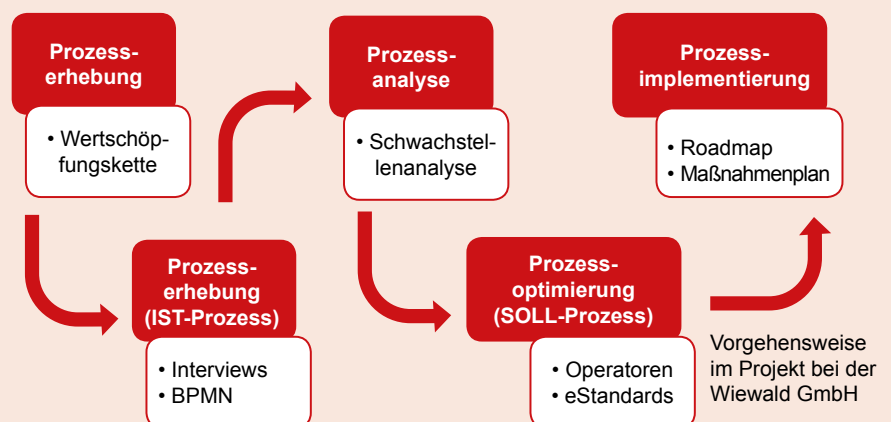 Prozess-
erhebung
• Wertschöp-
fungskette
Prozess-
erhebung
(IST-Prozess)
• Interviews
• BPMN
Prozess-
analyse
• Schwachstel-
lenanalyse
Prozess-
optimierung
(SOLL-Prozess)
• Operatoren
• eStandards
Prozess-
implementierung
• Roadmap
• Maßnahmenplan
Vorgehensweise
im Projekt bei der
Wiewald GmbH